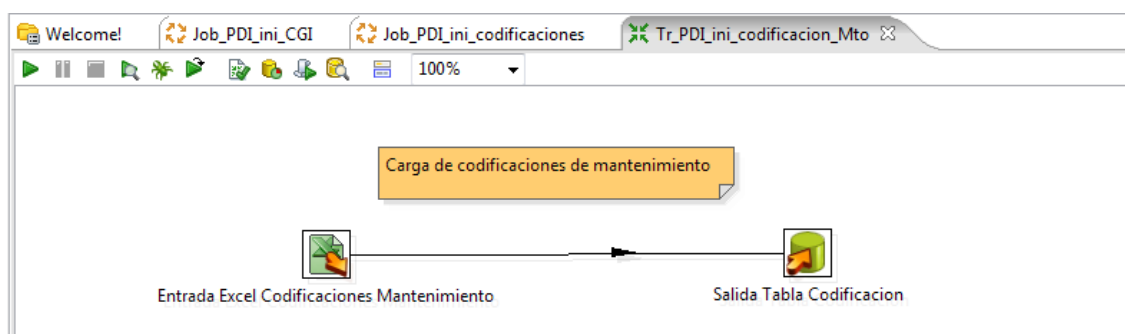 Welcome!
Job_PDI_ini_CGI
Job_PDI_ini_codificaciones
Tr_PDI_ini_codificacion_Mto
100%
Carga de codificaciones de mantenimiento
Entrada Excel Codificaciones Mantenimiento
Salida Tabla Codificacion